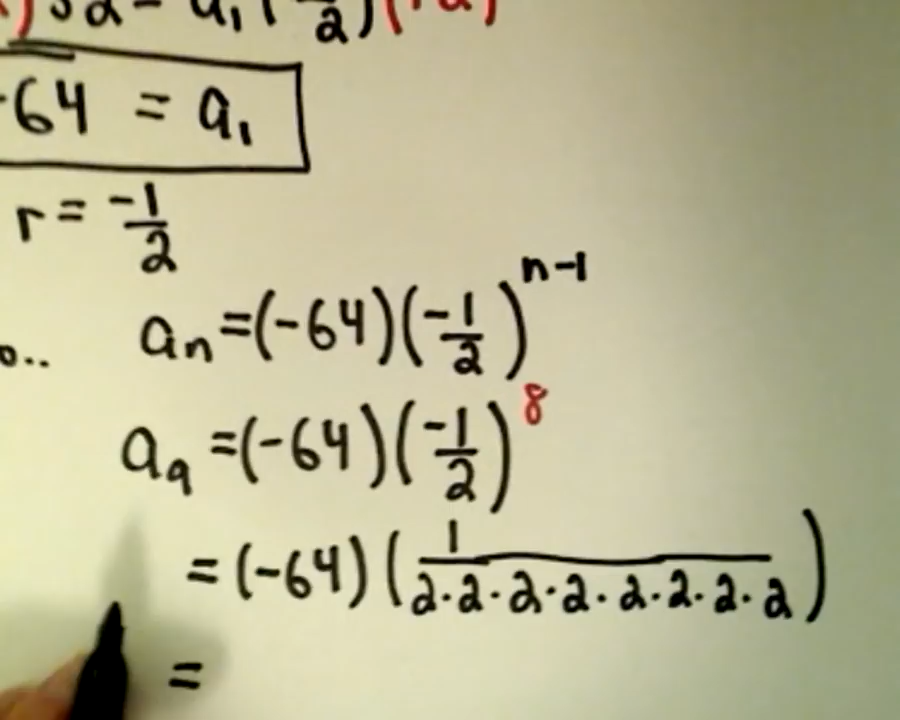 -64 = a₁
r = -1/2
o.. aₙ = (-64)(-1/2)ⁿ⁻¹
a₉ = (-64)(-1/2)⁸
= (-64)(1/2·2·2·2·2·2·2·2)
=